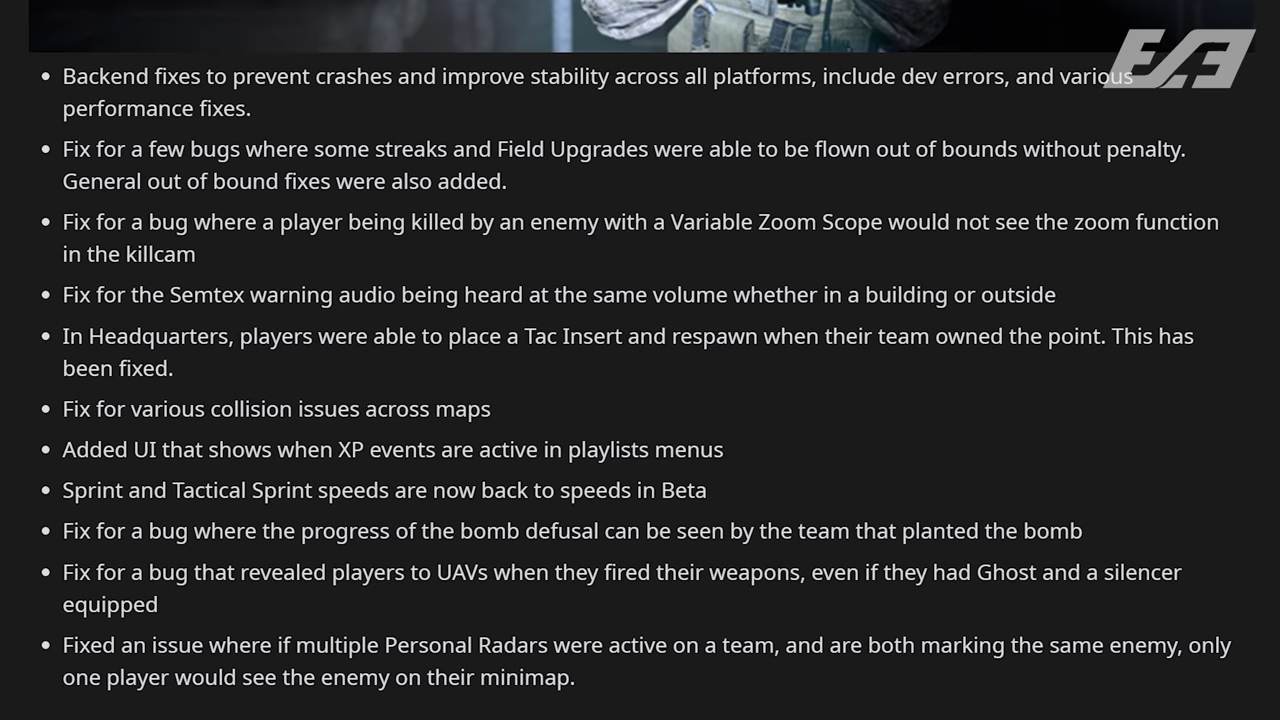 • Backend fixes to prevent crashes and improve stability across all platforms, include dev errors, and various
performance fixes.
• Fix for a few bugs where some streaks and Field Upgrades were able to be flown out of bounds without penalty.
General out of bound fixes were also added.
• Fix for a bug where a player being killed by an enemy with a Variable Zoom Scope would not see the zoom function
in the killcam
• Fix for the Semtex warning audio being heard at the same volume whether in a building or outside
• In Headquarters, players were able to place a Tac Insert and respawn when their team owned the point. This has
been fixed.
• Fix for various collision issues across maps
• Added UI that shows when XP events are active in playlists menus
• Sprint and Tactical Sprint speeds are now back to speeds in Beta
• Fix for a bug where the progress of the bomb defusal can be seen by the team that planted the bomb
• Fix for a bug that revealed players to UAVs when they fired their weapons, even if they had Ghost and a silencer
equipped
• Fixed an issue where if multiple Personal Radars were active on a team, and are both marking the same enemy, only
one player would see the enemy on their minimap.